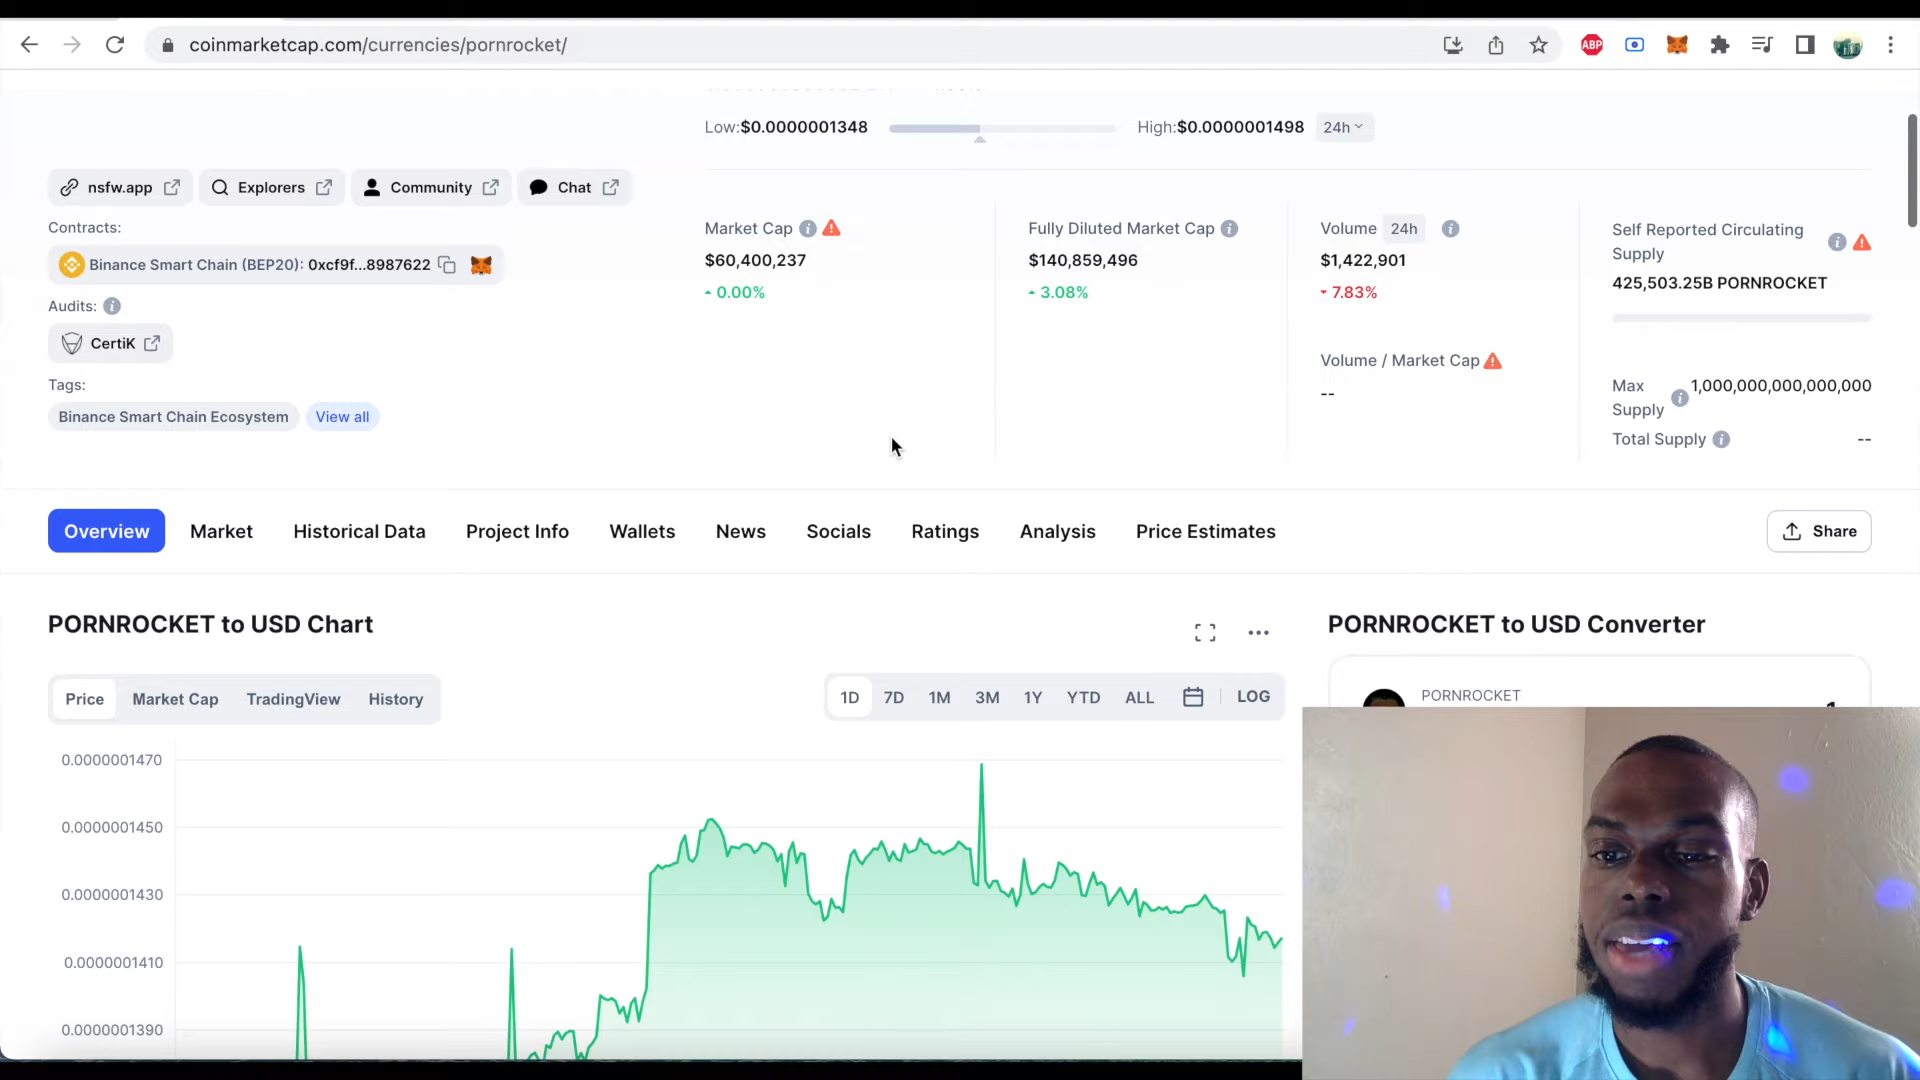 coinmarketcap.com/currencies/pornrocket/
ABP
Low:$0.0000001348
High:$0.0000001498
24h
nsfw.app
Explorers
Community
Chat
Contracts:
Binance Smart Chain (BEP20): 0xcf9f...8987622
Audits:
CertiK
Tags:
Binance Smart Chain Ecosystem
View all
Market Cap
$60,400,237
0.00%
Fully Diluted Market Cap
$140,859,496
3.08%
Volume 24h
$1,422,901
7.83%
Volume / Market Cap
--
Self Reported Circulating
Supply
425,503.25B PORNROCKET
Max
Supply
1,000,000,000,000,000
Total Supply
--
Overview
Market
Historical Data
Project Info
Wallets
News
Socials
Ratings
Analysis
Price Estimates
Share
PORNROCKET to USD Chart
Price
Market Cap
TradingView
History
1D
7D
1M
3M
1Y
YTD
ALL
LOG
0.0000001470
0.0000001450
0.0000001430
0.0000001410
0.0000001390
PORNROCKET to USD Converter
PORNROCKET